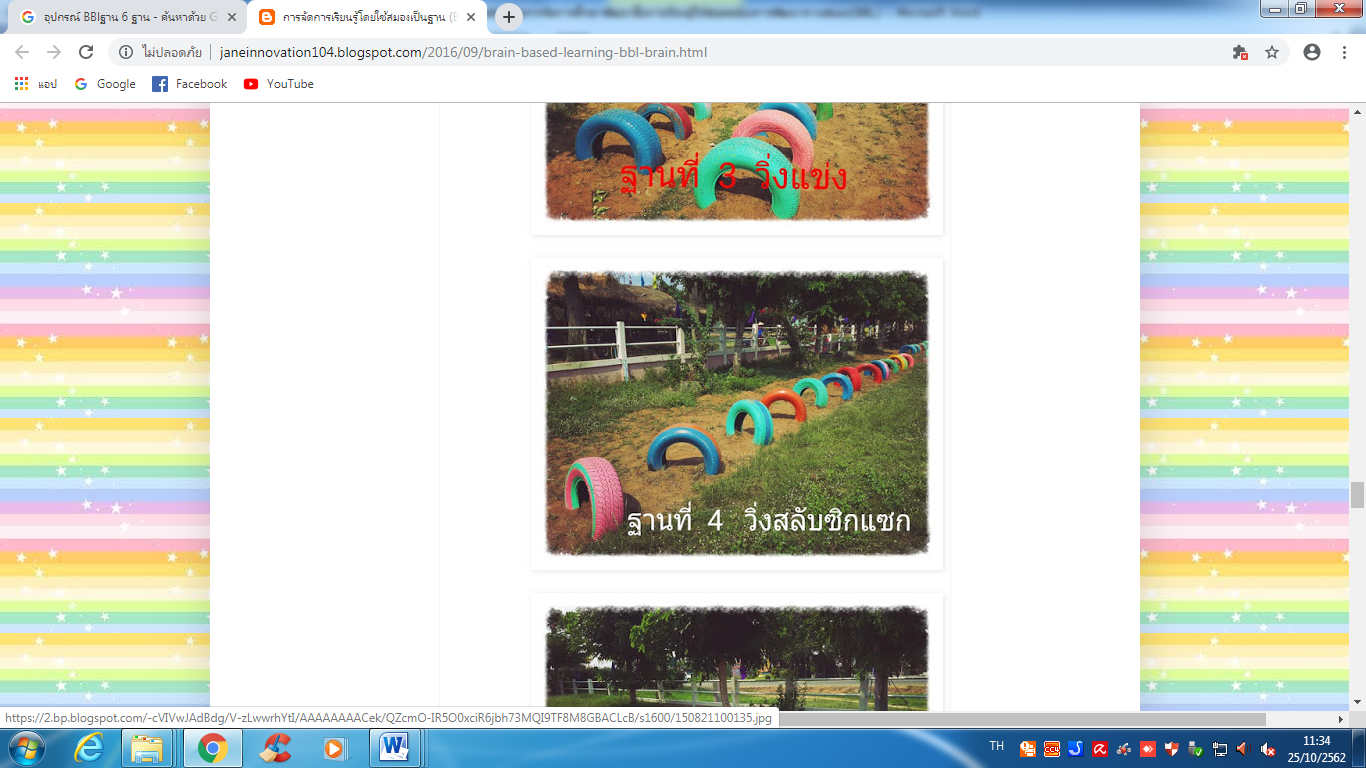 อุปกรณ์ BBlฐาน 6 ฐาน - ค้นหาด้วย G
การจัดการเรียนรู้โดยใช้สมองเป็นฐาน (B
ไม่ปลอดภัย
janeinnovation104.blogspot.com/2016/09/brain-based-learning-bbl-brain.html
แอป
Google
Facebook
YouTube
ฐานที่ 3 วิ่งแข่ง
ฐานที่ 4 วิ่งสลับซิกแซก
https://2.bp.blogspot.com/-cVIVwJAdBdg/V-zLwwrhYtI/AAAAAAAACek/QZcmO-IR5O0xciR6jbh73MQI9TF8M8GBACLcB/s1600/150821100135.jpg
TH
11:34
25/10/2562